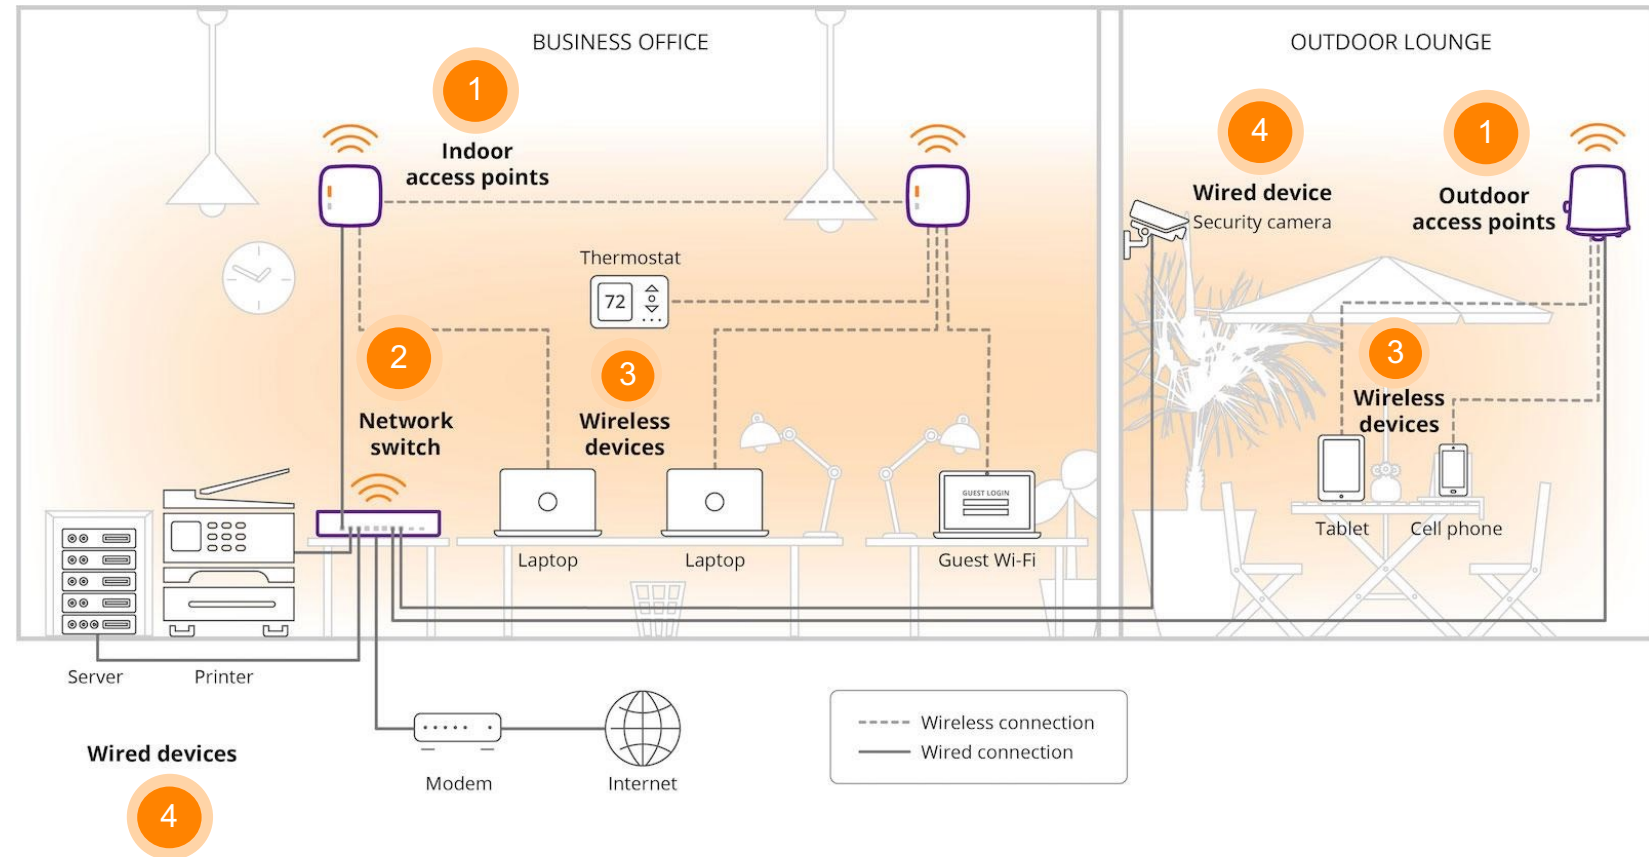 BUSINESS OFFICE
OUTDOOR LOUNGE
1
Indoor
access points
4
Wired device
Security camera
1
Outdoor
access points
Thermostat
72
2
Network
switch
3
Wireless
devices
3
Wireless
devices
GUEST LOGIN
Laptop
Laptop
Guest Wi-Fi
Tablet
Cell phone
Server
Printer
Modem
Internet
Wireless connection
Wired connection
Wired devices
4